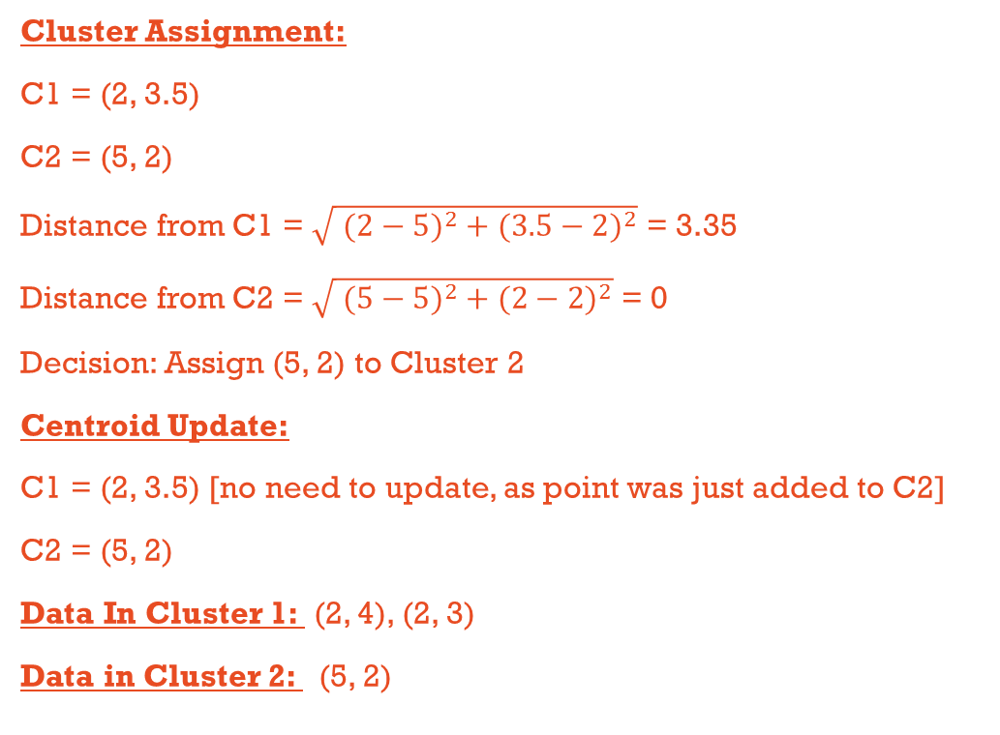 Cluster Assignment:
C1 = (2, 3.5)
C2 = (5, 2)
Distance from C1 = √(2 − 5)² + (3.5 − 2)² = 3.35
Distance from C2 = √(5 − 5)² + (2 − 2)² = 0
Decision: Assign (5, 2) to Cluster 2
Centroid Update:
C1 = (2, 3.5) [no need to update, as point was just added to C2]
C2 = (5, 2)
Data In Cluster 1: (2, 4), (2, 3)
Data in Cluster 2: (5, 2)